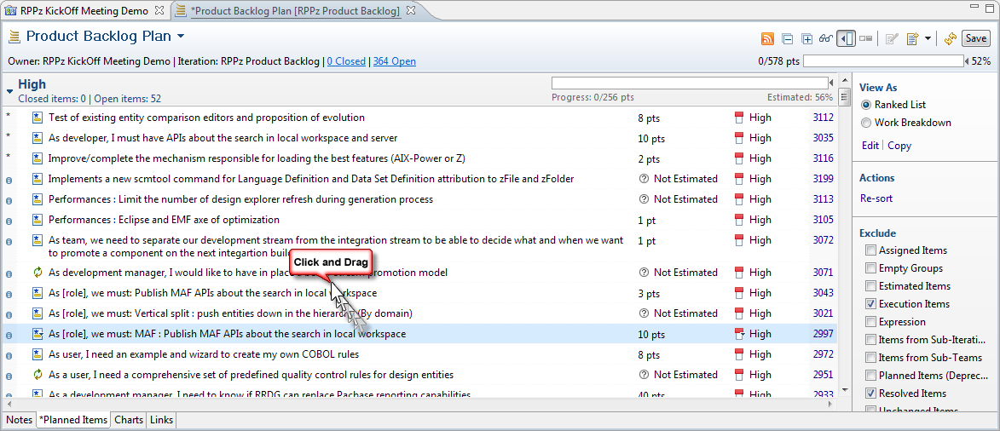 RPPz KickOff Meeting Demo
*Product Backlog Plan [RPPz Product Backlog]
Product Backlog Plan
Save
Owner: RPPz KickOff Meeting Demo | Iteration: RPPz Product Backlog | 0 Closed | 364 Open
0/578 pts
52%
High
Closed items: 0 | Open items: 52
Progress: 0/256 pts
Estimated: 56%
* Test of existing entity comparison editors and proposition of evolution 8 pts High 3112
* As developer, I must have APIs about the search in local workspace and server 10 pts High 3035
* Improve/complete the mechanism responsible for loading the best features (AIX-Power or Z) 2 pts High 3116
Implements a new scmtool command for Language Definition and Data Set Definition attribution to zFile and zFolder Not Estimated High 3199
Performances : Limit the number of design explorer refresh during generation process Not Estimated High 3113
Performances : Eclipse and EMF axe of optimization 1 pt High 3105
As team, we need to separate our development stream from the integration stream to be able to decide what and when we want 1 pt High 3072
to promote a component on the next integartion
Click and Drag
As development manager, I would like to have in promotion model Not Estimated High 3071
As [role], we must: Publish MAF APIs about the search in local workspace 3 pts High 3043
As [role], we must: Vertical split : push entities down in the hierarchy (By domain) Not Estimated High 3021
As [role], we must: MAF : Publish MAF APIs about the search in local workspace 10 pts High 2997
As user, I need an example and wizard to create my own COBOL rules 8 pts High 2972
As a user, I need a comprehensive set of predefined quality control rules for design entities Not Estimated High 2951
As a development manager, I need to know if RRDG can replace Pacbase reporting capabilities 40 pts High 2933
View As
Ranked List
Work Breakdown
Edit | Copy
Actions
Re-sort
Exclude
Assigned Items
Empty Groups
Estimated Items
Execution Items
Expression
Items from Sub-Iterati...
Items from Sub-Teams
Planned Items (Deprec...
Resolved Items
Unchanged Items
Notes
*Planned Items
Charts
Links